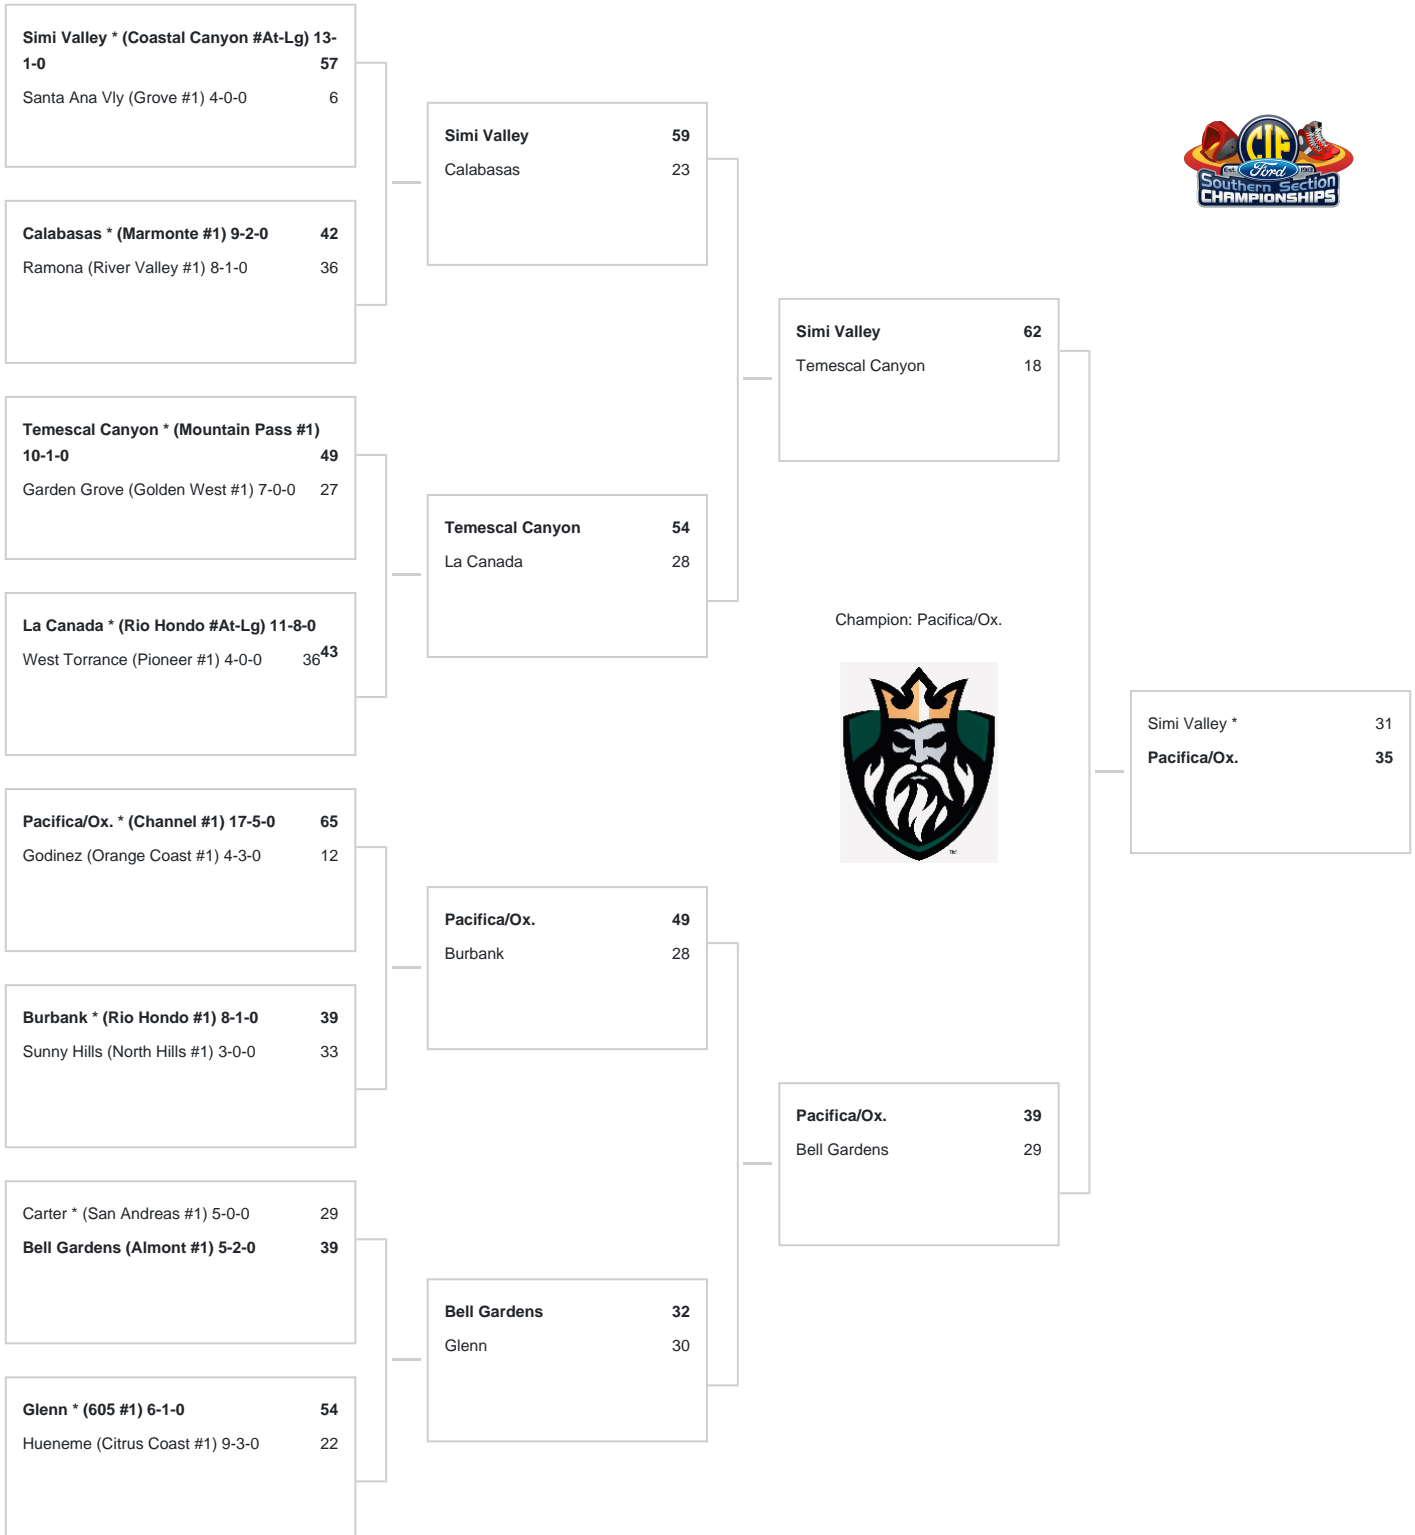 Simi Valley * (Coastal Canyon #At-Lg) 13-
1-0 57
Santa Ana Vly (Grove #1) 4-0-0 6
Calabasas * (Marmonte #1) 9-2-0 42
Ramona (River Valley #1) 8-1-0 36
Temescal Canyon * (Mountain Pass #1)
10-1-0 49
Garden Grove (Golden West #1) 7-0-0 27
La Canada * (Rio Hondo #At-Lg) 11-8-0
43
West Torrance (Pioneer #1) 4-0-0 36
Pacifica/Ox. * (Channel #1) 17-5-0 65
Godinez (Orange Coast #1) 4-3-0 12
Burbank * (Rio Hondo #1) 8-1-0 39
Sunny Hills (North Hills #1) 3-0-0 33
Carter * (San Andreas #1) 5-0-0 29
Bell Gardens (Almont #1) 5-2-0 39
Glenn * (605 #1) 6-1-0 54
Hueneme (Citrus Coast #1) 9-3-0 22
Simi Valley 59
Calabasas 23
Temescal Canyon 54
La Canada 28
Pacifica/Ox. 49
Burbank 28
Bell Gardens 32
Glenn 30
Simi Valley 62
Temescal Canyon 18
Pacifica/Ox. 39
Bell Gardens 29
Champion: Pacifica/Ox.
Simi Valley * 31
Pacifica/Ox. 35
CIF
Est. Ford 1913
Southern Section
CHAMPIONSHIPS